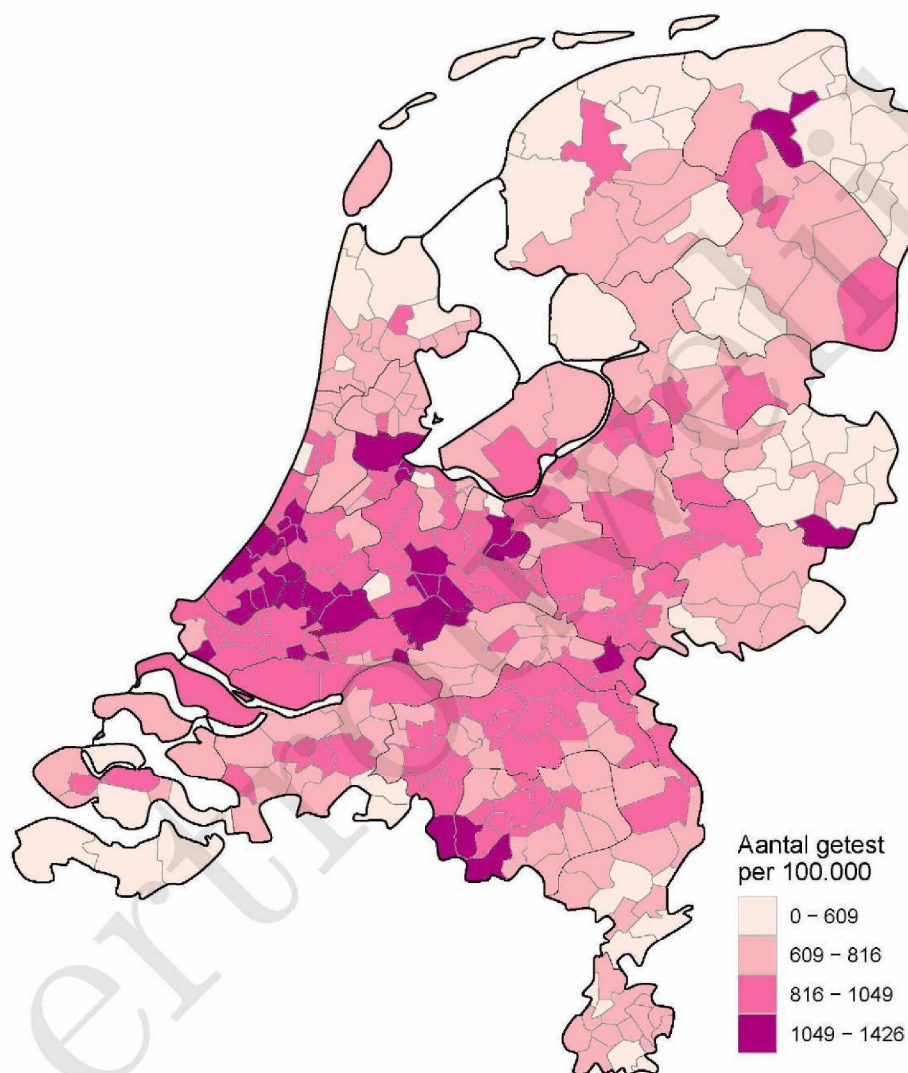 Aantal getest
per 100.000
0 – 609
609 – 816
816 – 1049
1049 – 1426